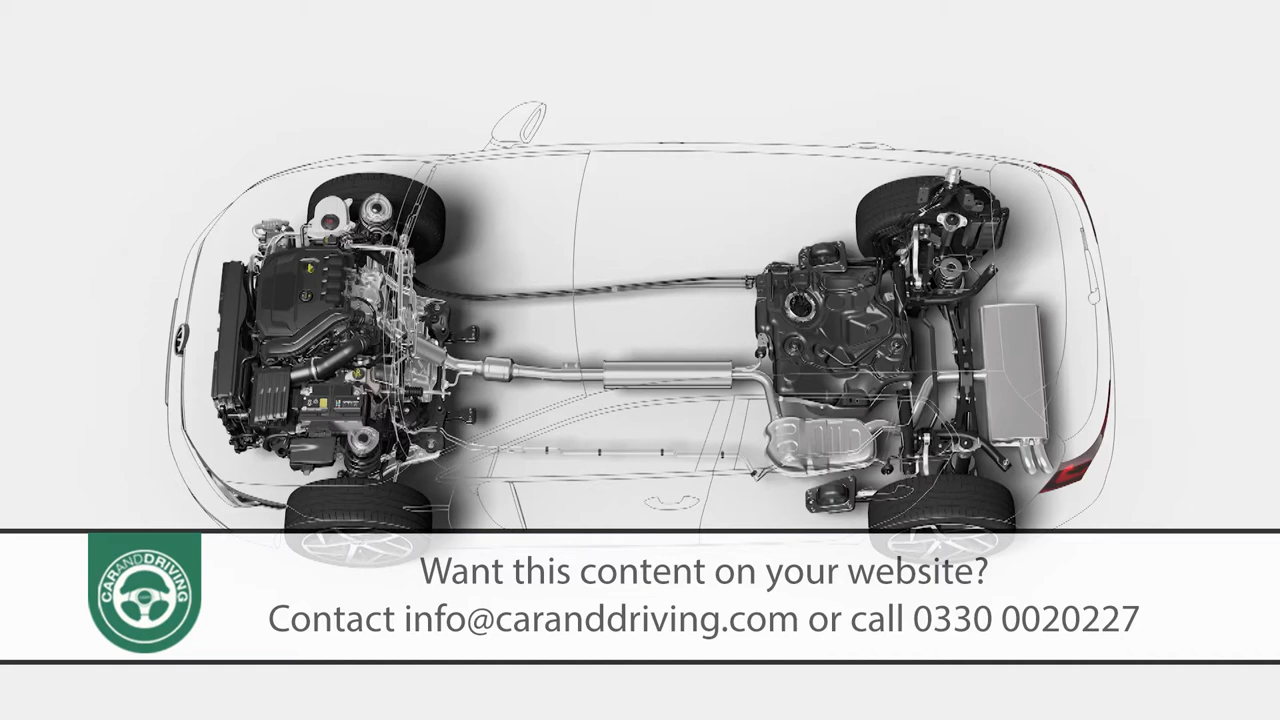 CARANDDRIVING
Want this content on your website?
Contact info@caranddriving.com or call 0330 0020227